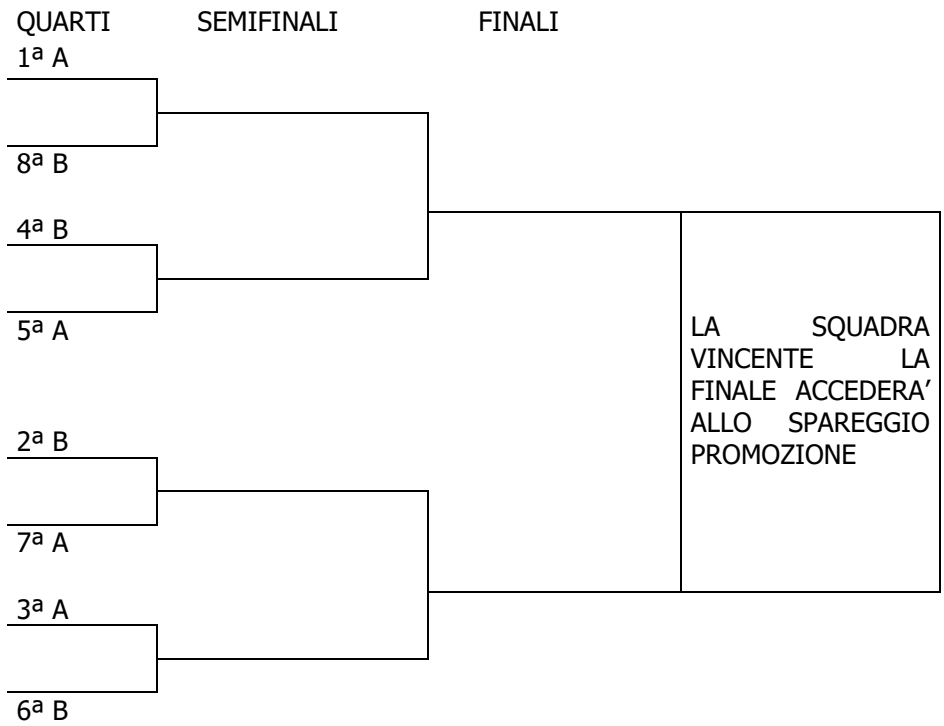 QUARTI SEMIFINALI FINALI
1ª A
8ª B
4ª B
5ª A
LA SQUADRA
VINCENTE LA
FINALE ACCEDERA’
ALLO SPAREGGIO
PROMOZIONE
2ª B
7ª A
3ª A
6ª B